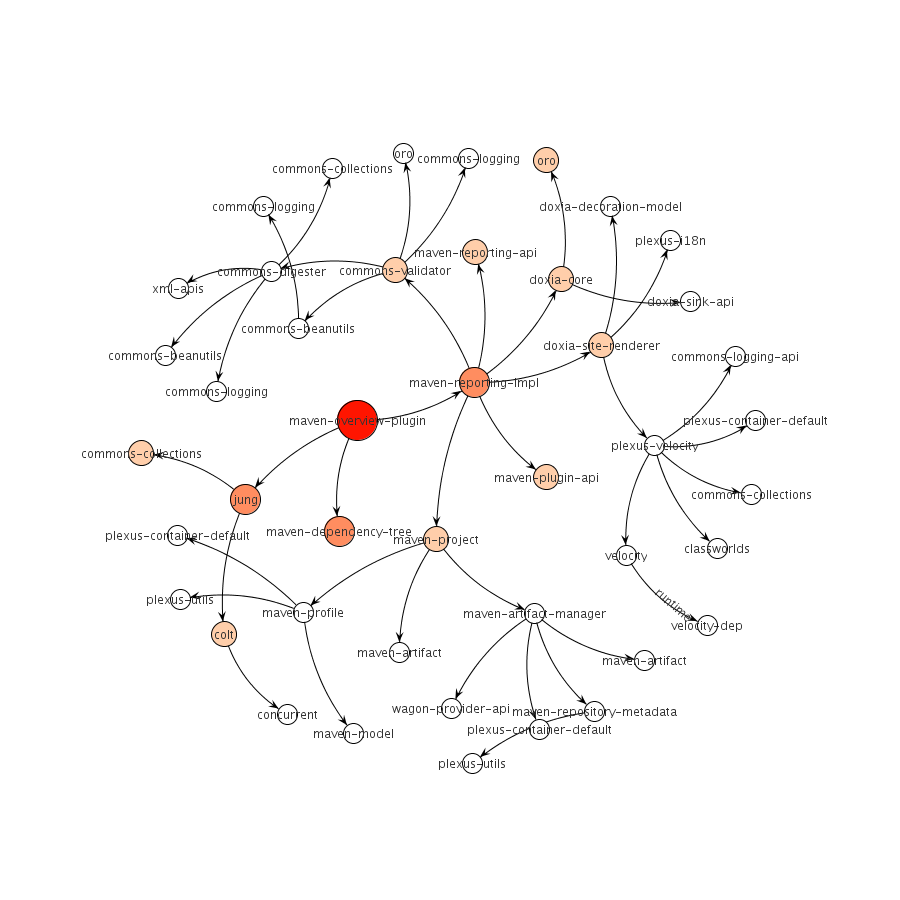 oro
commons-logging
oro
commons-collections
commons-logging
doxia-decoration-model
plexus-i18n
maven-reporting-api
commons-digester
commons-validator
doxia-core
xml-apis
doxia-sink-api
commons-beanutils
doxia-site-renderer
commons-beanutils
commons-logging-api
maven-reporting-impl
commons-logging
maven-overview-plugin
plexus-container-default
plexus-velocity
commons-collections
maven-plugin-api
commons-collections
jung
maven-dependency-tree
plexus-container-default
maven-project
classworlds
velocity
plexus-utils
runtime
maven-profile
maven-artifact-manager
velocity-dep
colt
maven-artifact
maven-artifact
wagon-provider-api
maven-repository-metadata
concurrent
plexus-container-default
maven-model
plexus-utils